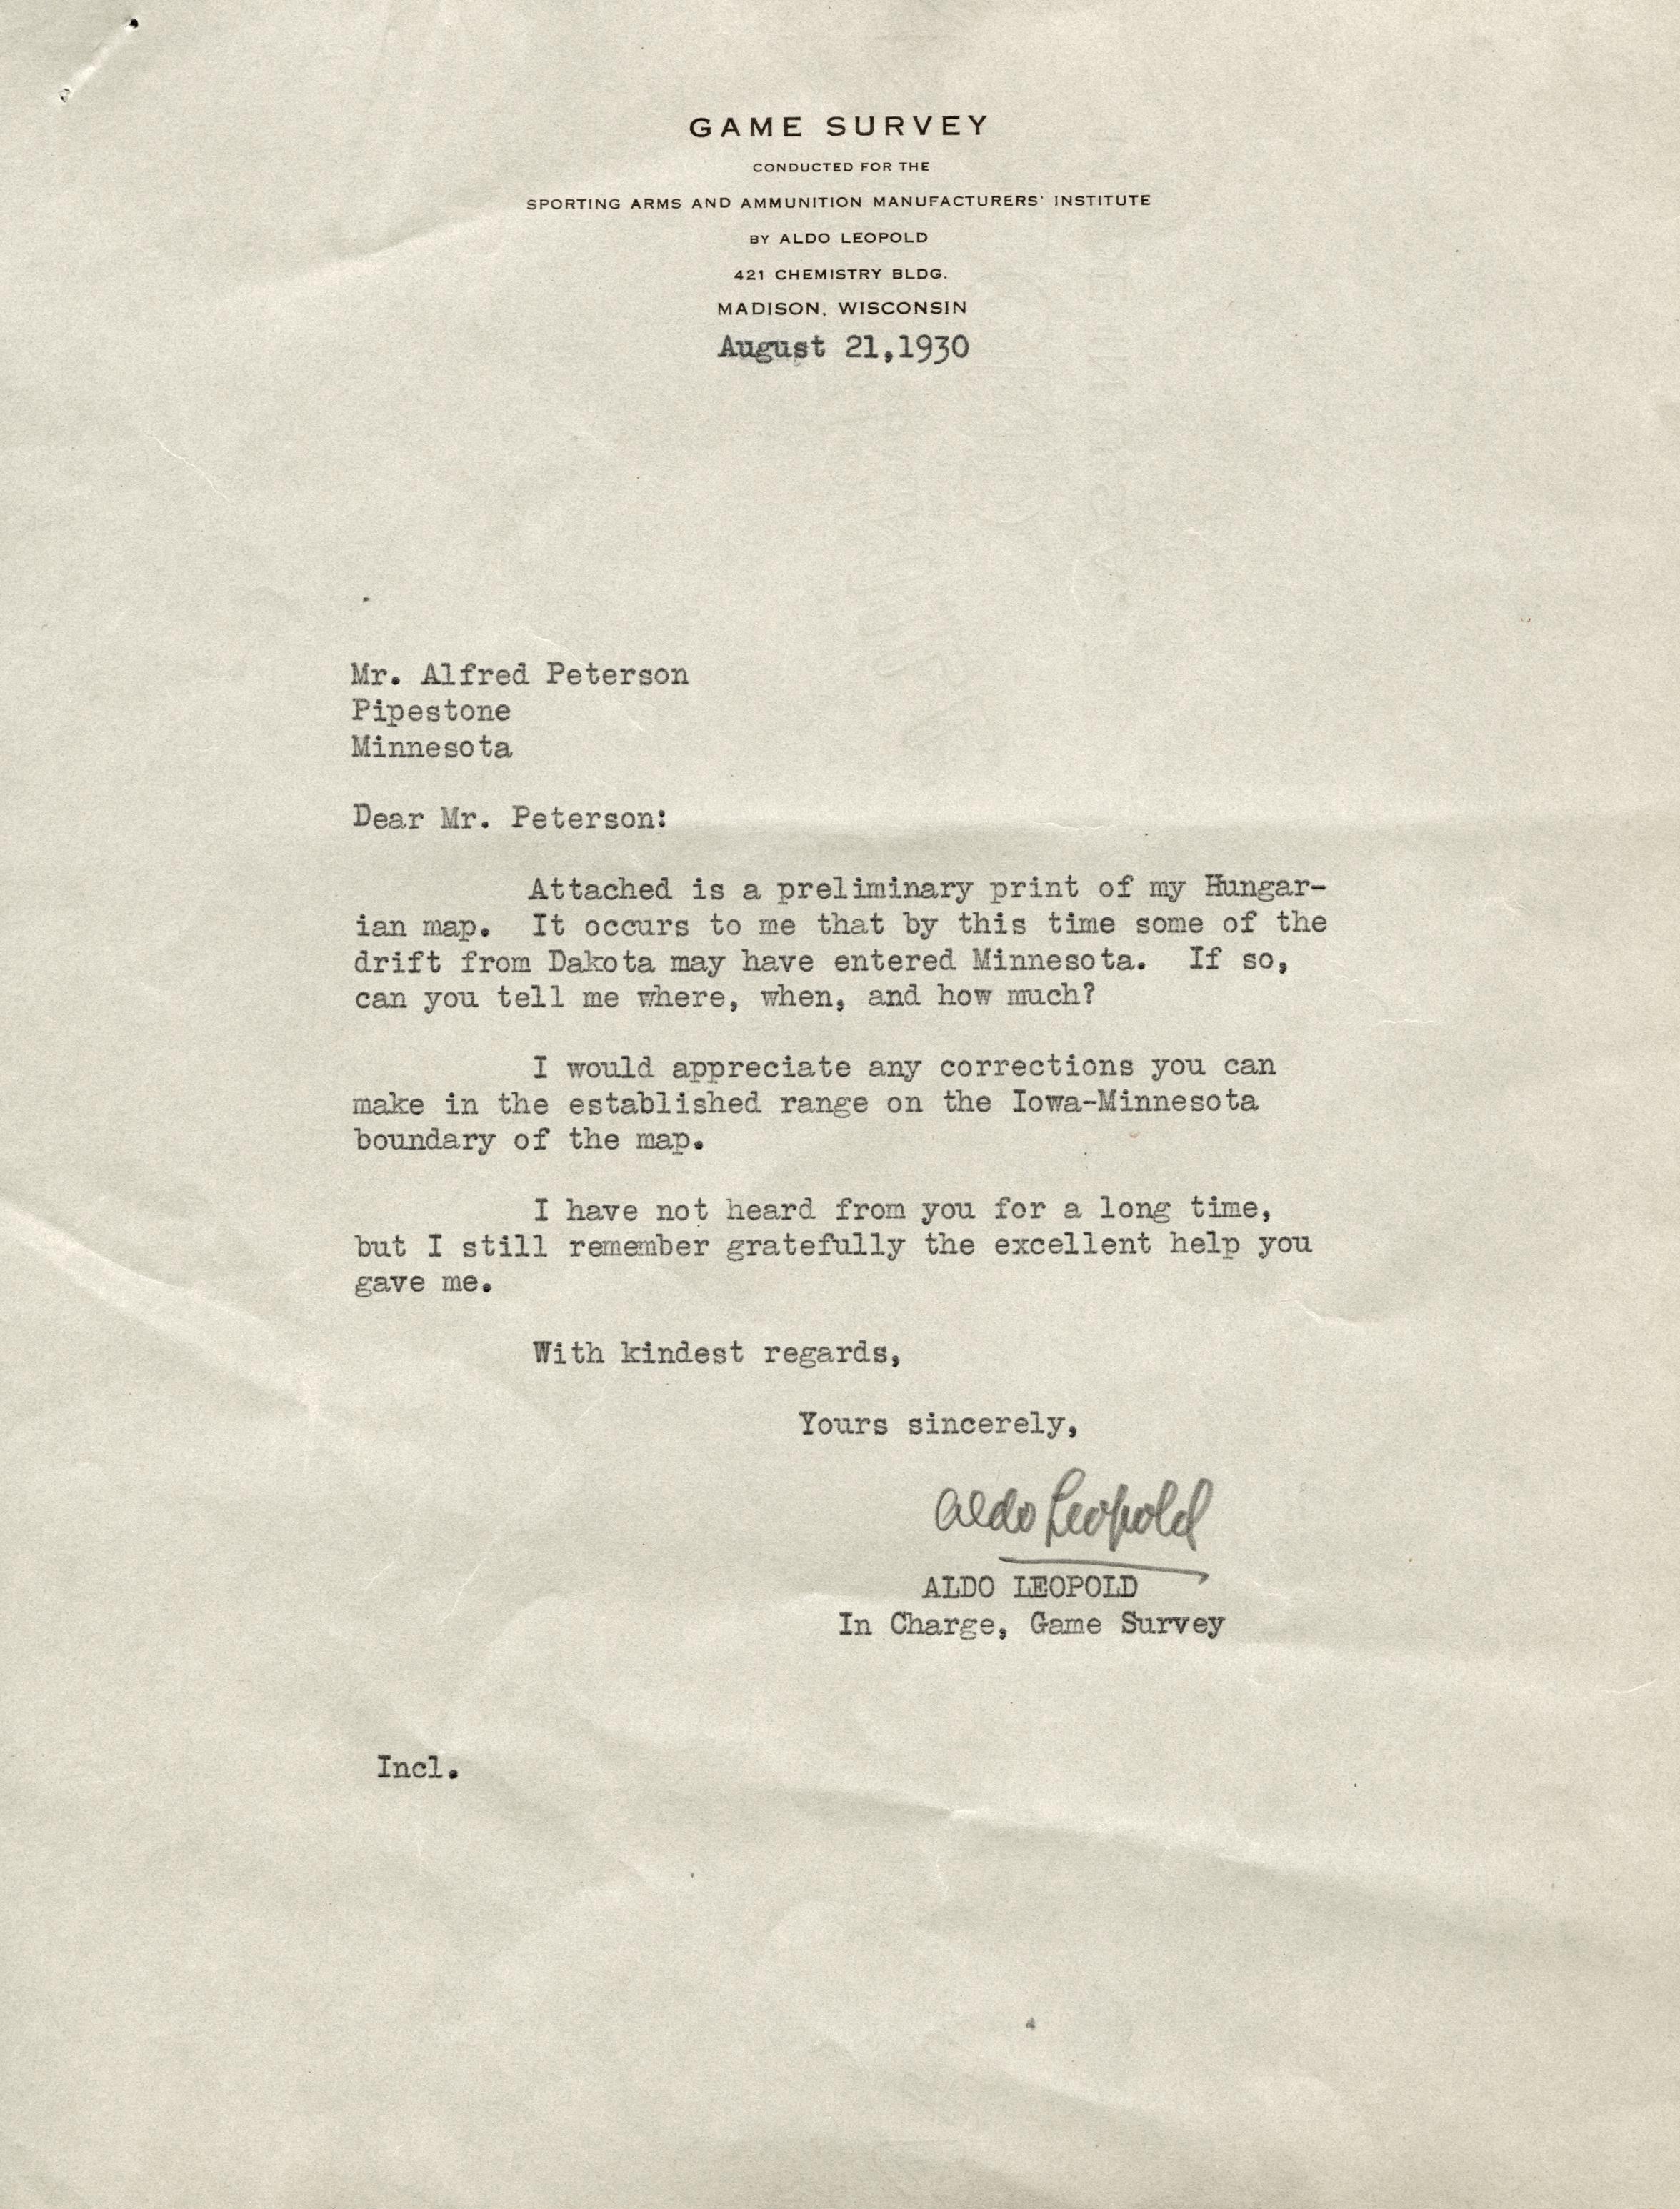 GAME SURVEY
CONDUCTED FOR THE
SPORTING ARMS AND AMMUNITION MANUFACTURERS' INSTITUTE
BY ALDO LEOPOLD
421 CHEMISTRY BLDG.
MADISON, WISCONSIN
August 21,1930
Mr. Alfred Peterson
Pipestone
Minnesota
Dear Mr. Peterson:
Attached is a preliminary print of my Hungar-
ian map. It occurs to me that by this time some of the
drift from Dakota may have entered Minnesota. If so,
can you tell me where, when, and how much?
I would appreciate any corrections you can
make in the established range on the Iowa-Minnesota
boundary of the map.
I have not heard from you for a long time,
but I still remember gratefully the excellent help you
gave me.
With kindest regards,
Yours sincerely,
Aldo Leopold
ALDO LEOPOLD
In Charge, Game Survey
Incl.